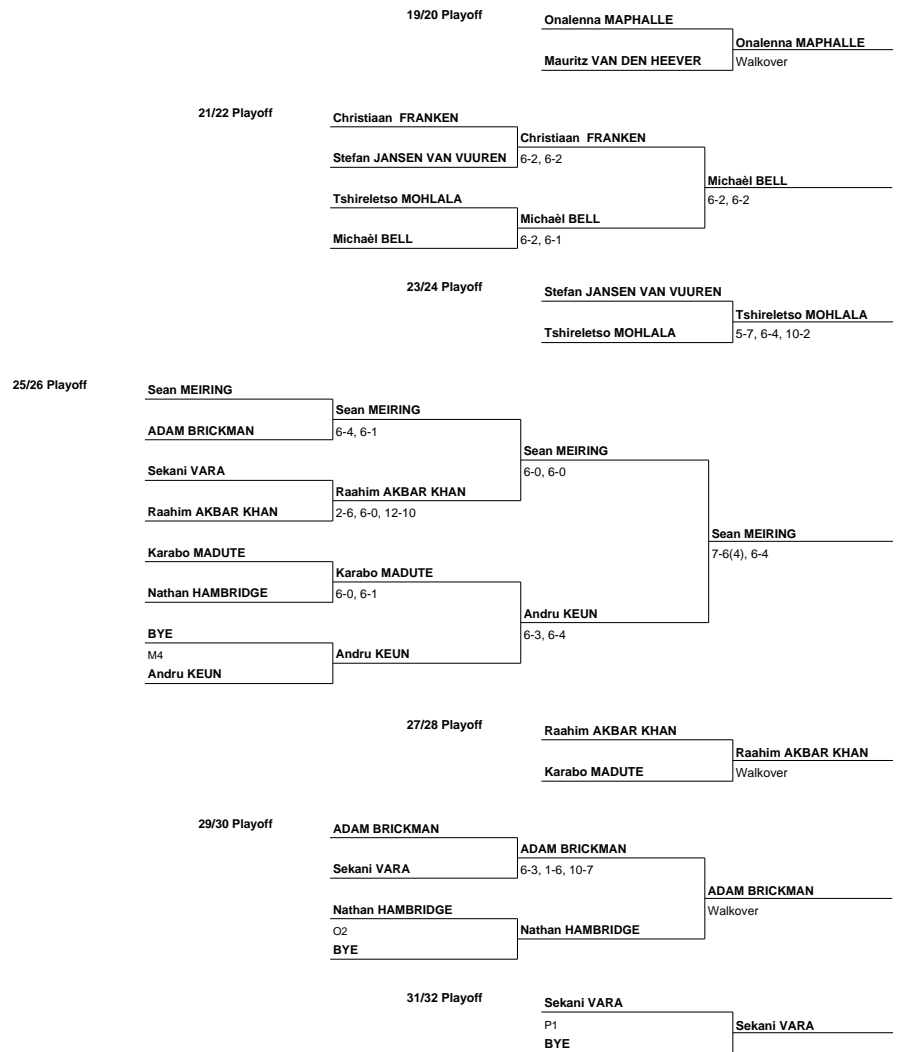 19/20 Playoff
Onalenna MAPHALLE
Onalenna MAPHALLE
Mauritz VAN DEN HEEVER
Walkover
21/22 Playoff
Christiaan  FRANKEN
Christiaan  FRANKEN
Stefan JANSEN VAN VUUREN
6-2, 6-2
Michaèl BELL
Tshireletso MOHLALA
6-2, 6-2
Michaèl BELL
Michaèl BELL
6-2, 6-1
23/24 Playoff
Stefan JANSEN VAN VUUREN
Tshireletso MOHLALA
Tshireletso MOHLALA
5-7, 6-4, 10-2
25/26 Playoff
Sean MEIRING
Sean MEIRING
ADAM BRICKMAN
6-4, 6-1
Sean MEIRING
Sekani VARA
6-0, 6-0
Raahim AKBAR KHAN
Raahim AKBAR KHAN
2-6, 6-0, 12-10
Sean MEIRING
Karabo MADUTE
7-6(4), 6-4
Karabo MADUTE
Nathan HAMBRIDGE
6-0, 6-1
Andru KEUN
BYE
6-3, 6-4
M4
Andru KEUN
Andru KEUN
27/28 Playoff
Raahim AKBAR KHAN
Raahim AKBAR KHAN
Karabo MADUTE
Walkover
29/30 Playoff
ADAM BRICKMAN
ADAM BRICKMAN
Sekani VARA
6-3, 1-6, 10-7
ADAM BRICKMAN
Nathan HAMBRIDGE
Walkover
O2
Nathan HAMBRIDGE
BYE
31/32 Playoff
Sekani VARA
P1
Sekani VARA
BYE